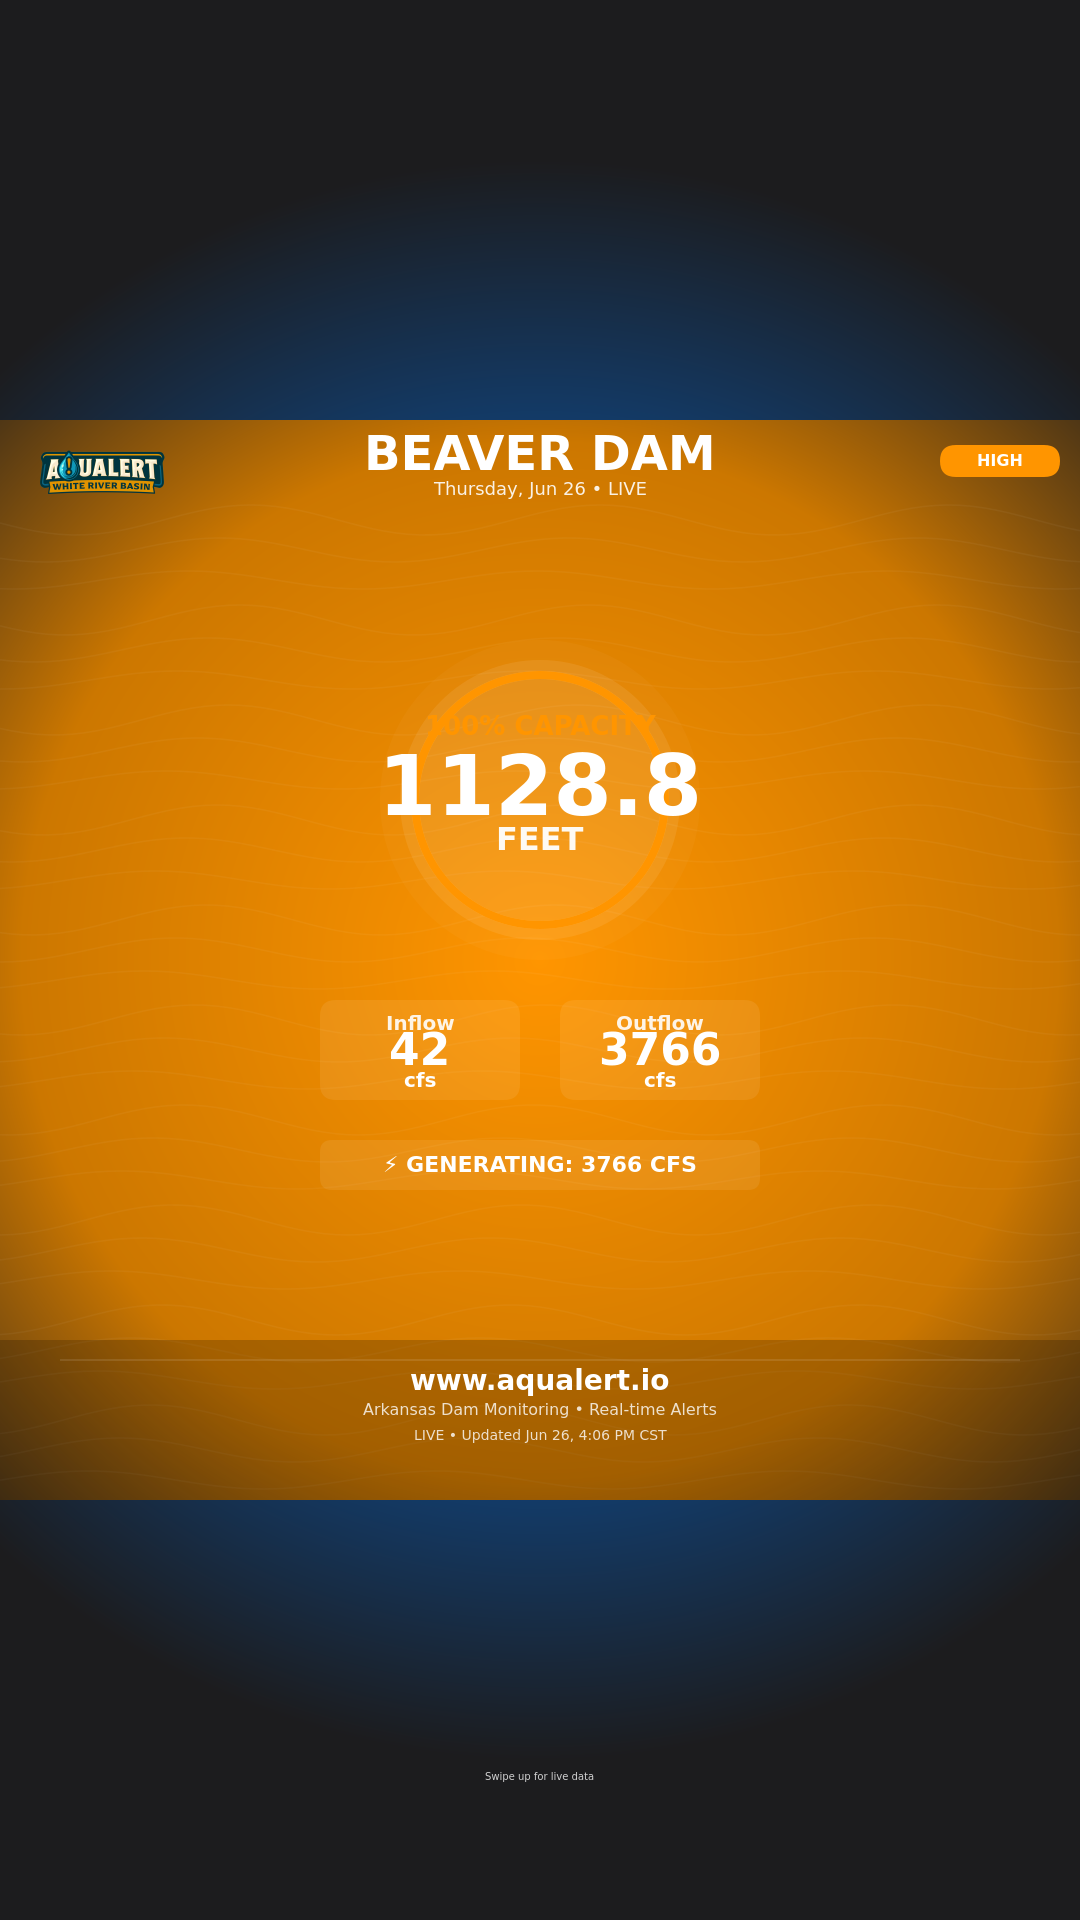 AQUALERT
WHITE RIVER BASIN
BEAVER DAM
Thursday, Jun 26 • LIVE
HIGH
100% CAPACITY
1128.8
FEET
Inflow
42
cfs
Outflow
3766
cfs
⚡ GENERATING: 3766 CFS
www.aqualert.io
Arkansas Dam Monitoring • Real-time Alerts
LIVE • Updated Jun 26, 4:06 PM CST
Swipe up for live data